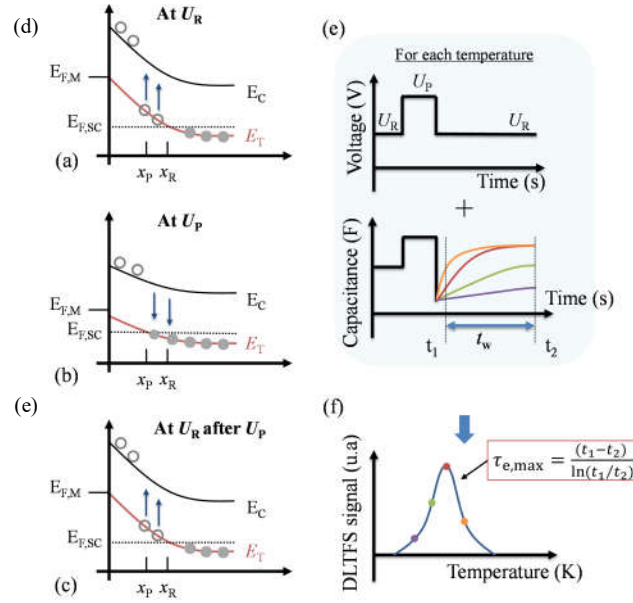 (d)
At U_R
E_F,M
E_C
E_F,SC
E_T
(a)
x_P x_R
At U_P
E_C
E_F,M
E_F,SC
E_T
(b)
x_P x_R
(e)
At U_R after U_P
E_F,M
E_C
E_F,SC
E_T
(c)
x_P x_R
(e)
For each temperature
Voltage (V)
U_P
U_R U_R
Time (s)
+
Capacitance (F)
Time (s)
t_1 t_w t_2
(f)
DLTFS signal (u.a)
τ_e,max = (t_1−t_2) / ln(t_1/t_2)
Temperature (K)